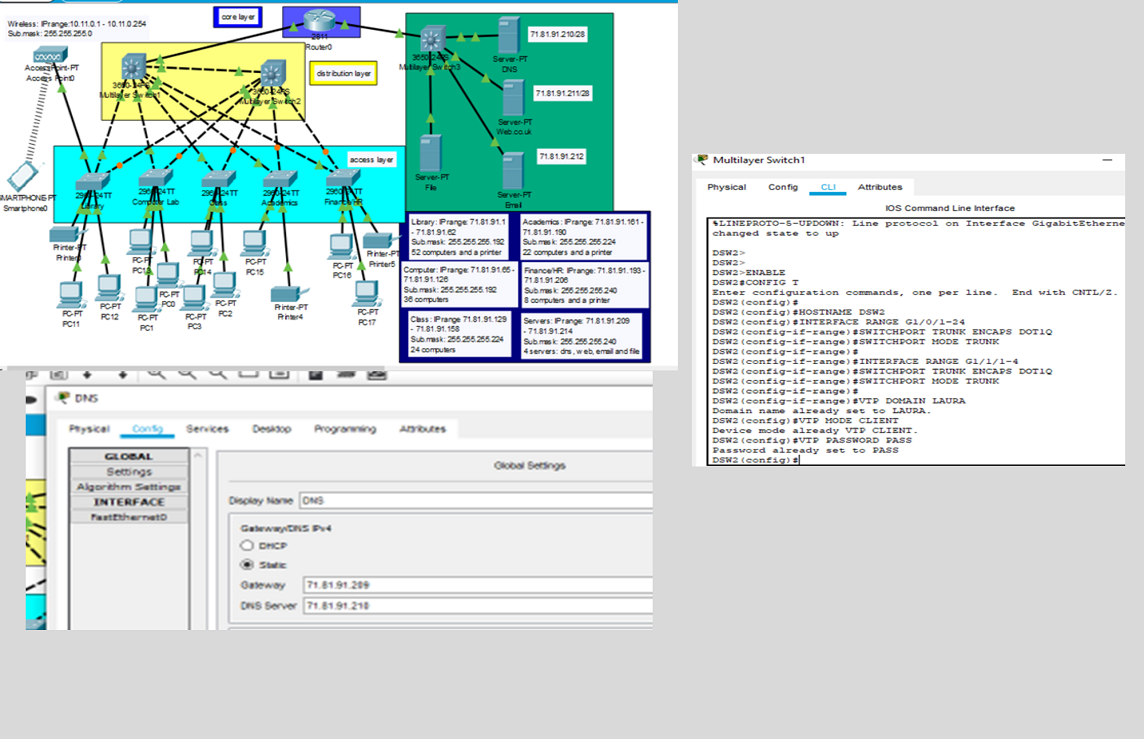 Wireless: IPrange:10.11.0.1 - 10.11.0.254
Sub.mask: 255.255.255.0
core layer
2811
Router0
AccessPoint-PT
Access Point0
3650-24PS
Multilayer Switch1
3650-24PS
Multilayer Switch2
distribution layer
3650-24PS
Multilayer Switch3
Server-PT
DNS
71.81.91.210/28
Server-PT
Web.co.uk
71.81.91.211/28
Server-PT
File
Server-PT
Email
71.81.91.212
access layer
SMARTPHONE-PT
Smartphone0
2960-24TT
Library
2960-24TT
Computer Lab
2960-24TT
Class
2960-24TT
Academics
2960-24TT
Finance/HR
Printer-PT
PC-PT
PC-PT
PC14
PC-PT
PC15
PC-PT
PC16
Printer-PT
Printer5
PC-PT
PC11
PC-PT
PC12
PC-PT
PC1
PC-PT
PC0
PC-PT
PC3
PC-PT
PC2
Printer-PT
Printer4
PC-PT
PC17
Library: IPrange: 71.81.91.1
- 71.81.91.62
Sub.mask: 255.255.255.192
52 computers and a printer
Academics: IPrange: 71.81.91.161 -
71.81.91.190
Sub.mask: 255.255.255.224
22 computers and a printer
Computer: IPrange: 71.81.91.65 -
71.81.91.126
Sub.mask: 255.255.255.192
36 computers
Finance/HR: IPrange: 71.81.91.193 -
71.81.91.206
Sub.mask: 255.255.255.240
8 computers and a printer
Class: IPrange 71.81.91.129
- 71.81.91.158
Sub.mask: 255.255.255.224
24 computers
Servers: IPrange: 71.81.91.209
- 71.81.91.214
Sub.mask: 255.255.255.240
4 servers: dns, web, email and file
Multilayer Switch1
Physical Config CLI Attributes
IOS Command Line Interface
%LINEPROTO-5-UPDOWN: Line protocol on Interface GigabitEtherne
changed state to up
DSW2>
DSW2>
DSW2>ENABLE
DSW2#CONFIG T
Enter configuration commands, one per line. End with CNTL/Z.
DSW2(config)#
DSW2(config)#HOSTNAME DSW2
DSW2(config)#INTERFACE RANGE G1/0/1-24
DSW2(config-if-range)#SWITCHPORT TRUNK ENCAPS DOT1Q
DSW2(config-if-range)#SWITCHPORT MODE TRUNK
DSW2(config-if-range)#
DSW2(config-if-range)#INTERFACE RANGE G1/1/1-4
DSW2(config-if-range)#SWITCHPORT TRUNK ENCAPS DOT1Q
DSW2(config-if-range)#SWITCHPORT MODE TRUNK
DSW2(config-if-range)#
DSW2(config-if-range)#VTP DOMAIN LAURA
Domain name already set to LAURA.
DSW2(config)#VTP MODE CLIENT
Device mode already VTP CLIENT.
DSW2(config)#VTP PASSWORD PASS
Password already set to PASS
DSW2(config)#
DNS
Physical Config Services Desktop Programming Attributes
GLOBAL
Settings
Algorithm Settings
INTERFACE
FastEthernet0
Global Settings
Display Name DNS
Gateway/DNS IPv4
DHCP
Static
Gateway 71.81.91.209
DNS Server 71.81.91.210